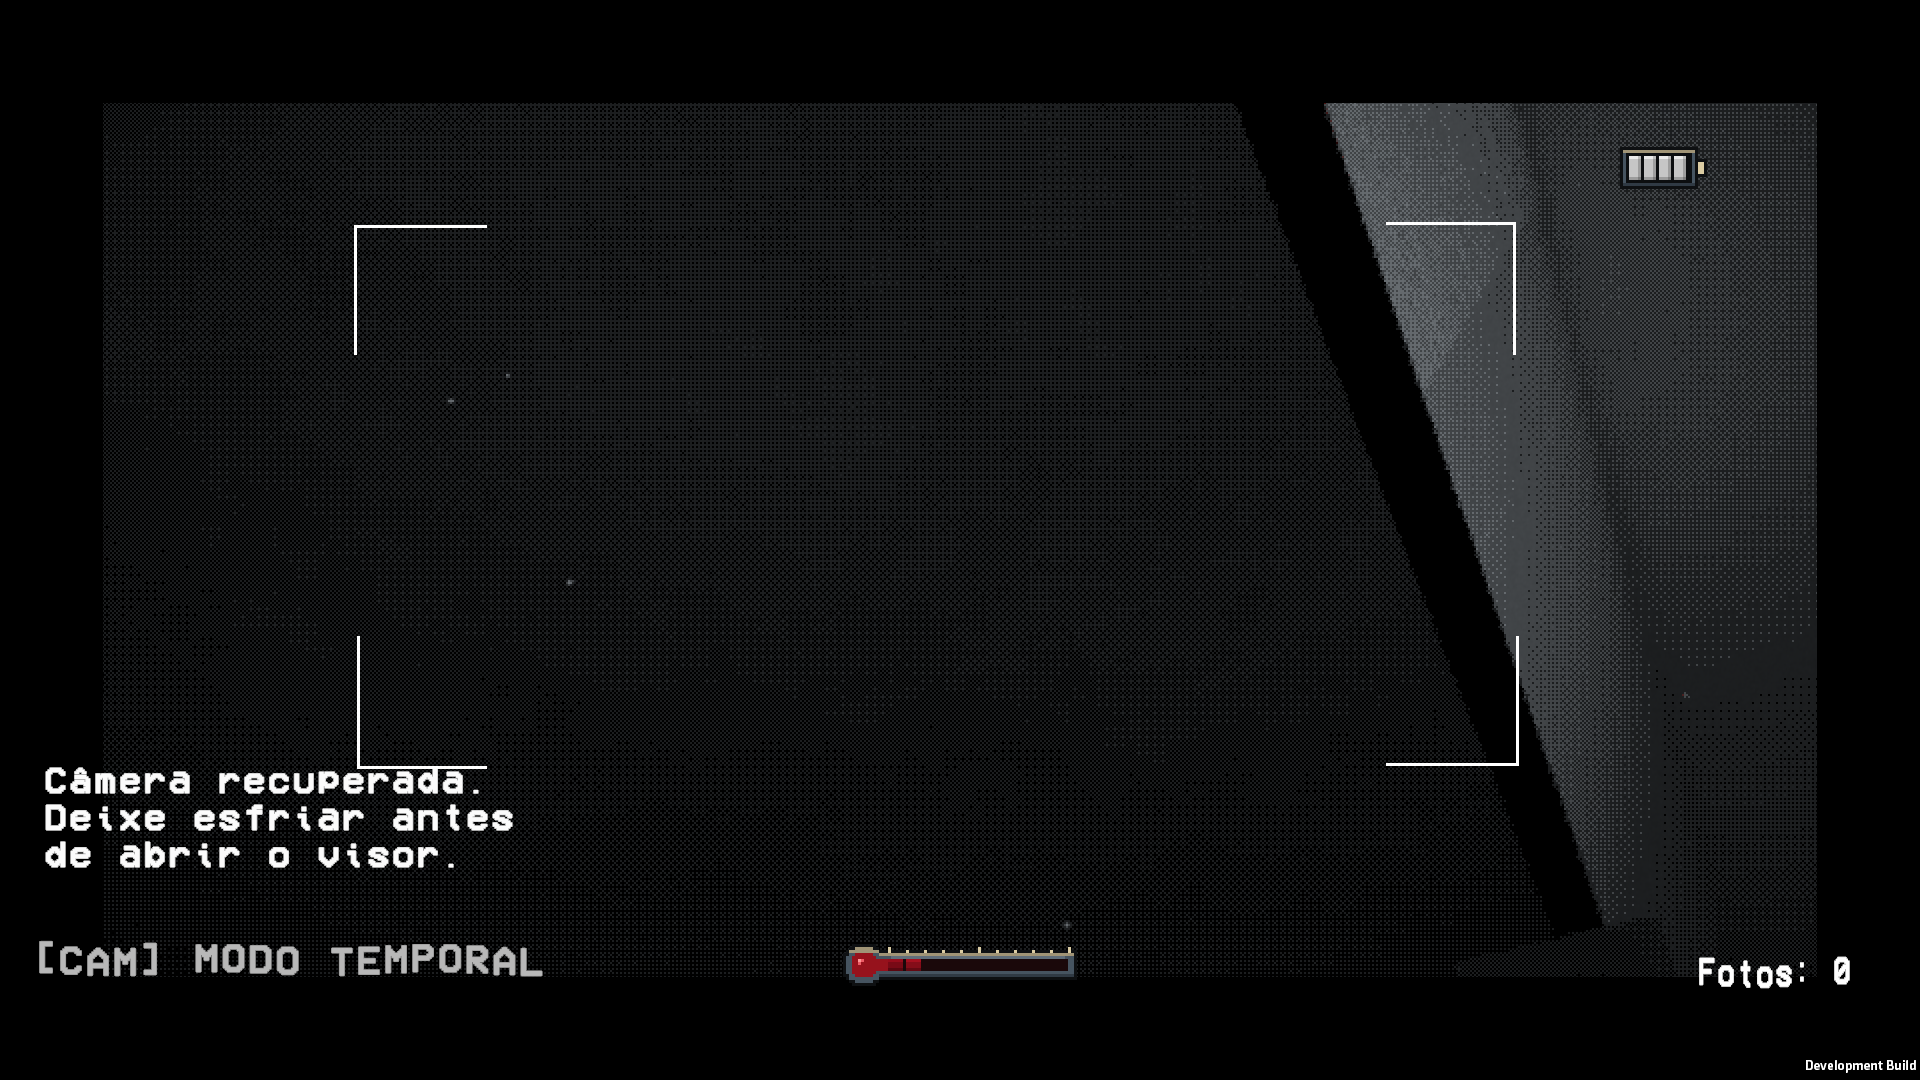 Câmera recuperada.
Deixe esfriar antes
de abrir o visor.
[CAM] MODO TEMPORAL
Fotos: 0
Development Build